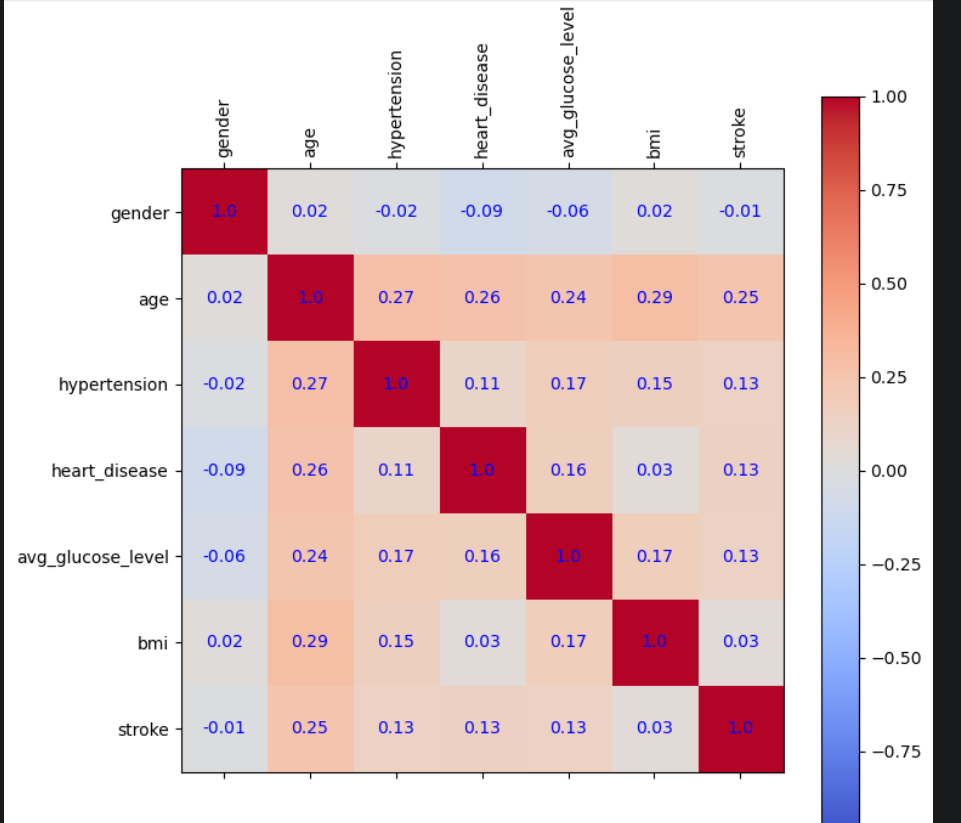 gender age hypertension heart_disease avg_glucose_level bmi stroke
1.00
gender 1.0 0.02 -0.02 -0.09 -0.06 0.02 -0.01
0.75
age 0.02 1.0 0.27 0.26 0.24 0.29 0.25
0.50
hypertension -0.02 0.27 1.0 0.11 0.17 0.15 0.13
0.25
heart_disease -0.09 0.26 0.11 1.0 0.16 0.03 0.13
0.00
avg_glucose_level -0.06 0.24 0.17 0.16 1.0 0.17 0.13
−0.25
bmi 0.02 0.29 0.15 0.03 0.17 1.0 0.03
−0.50
stroke -0.01 0.25 0.13 0.13 0.13 0.03 1.0
−0.75